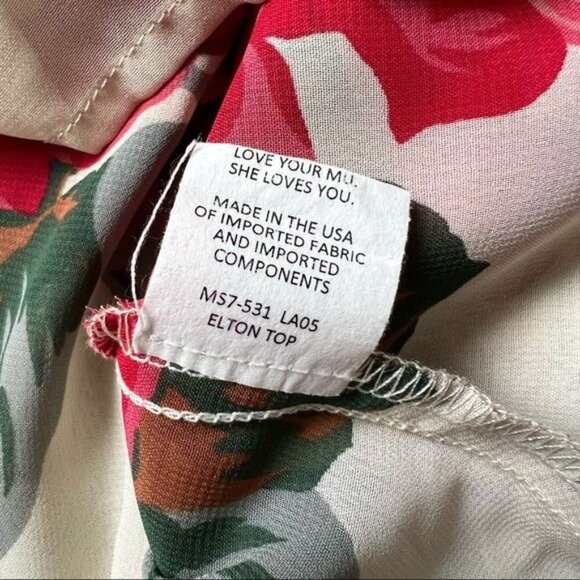 LOVE YOUR MU.
SHE LOVES YOU.
MADE IN THE USA
OF IMPORTED FABRIC
AND IMPORTED
COMPONENTS
MS7-531 LA05
ELTON TOP